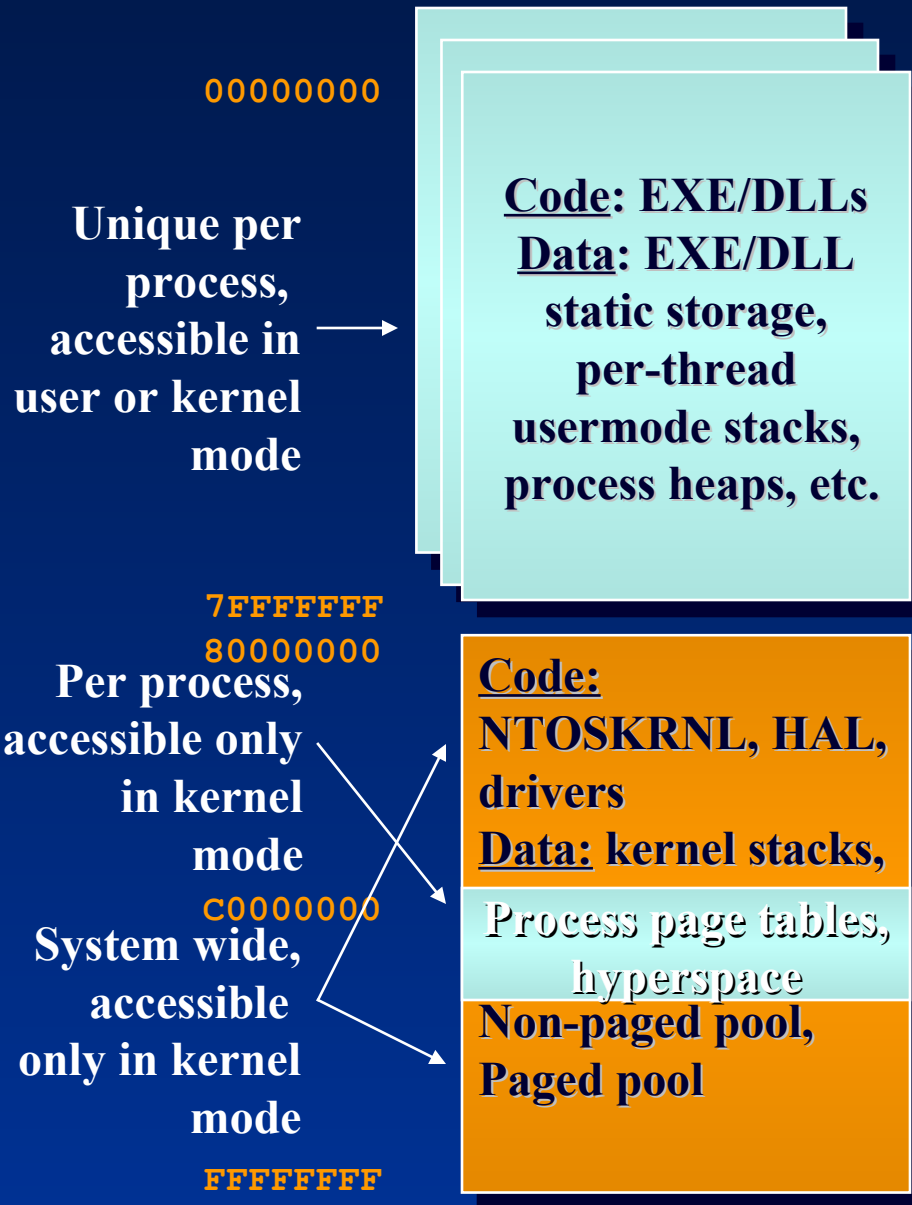 00000000
Unique per
process,
accessible in
user or kernel
mode
Code: EXE/DLLs
Data: EXE/DLL
static storage,
per-thread
usermode stacks,
process heaps, etc.
7FFFFFFF
80000000
Per process,
accessible only
in kernel
mode
Code:
NTOSKRNL, HAL,
drivers
Data: kernel stacks,
C0000000
Process page tables,
hyperspace
System wide,
accessible
only in kernel
mode
Non-paged pool,
Paged pool
FFFFFFFF